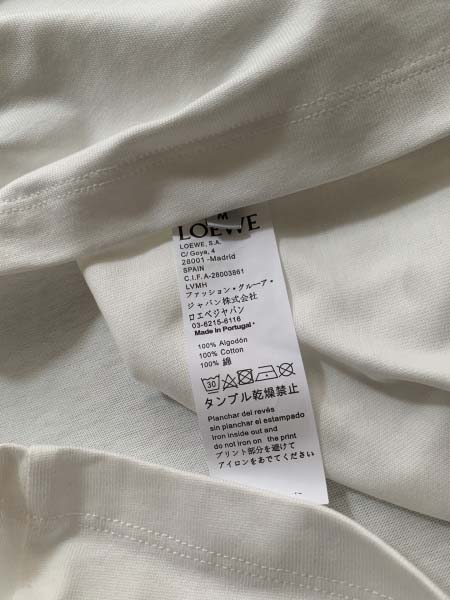 M
LOEWE
LOEWE, S.A.
C/ Goya, 4
28001 -Madrid
SPAIN
C.I.F.A-28003861
LVMH
ファッション・グルーア・
ジャパン株式会社
ロエベジヤバン
03-6215-6116
Made in Portugal
100% Algodón
100% Cotton
100% 綿
30
タンブル乾燥禁止
Planchar del revés
sin planchar el estampado
Iron inside out and
do not iron on the print
プリント部分を避けて
アイロンをあでてください